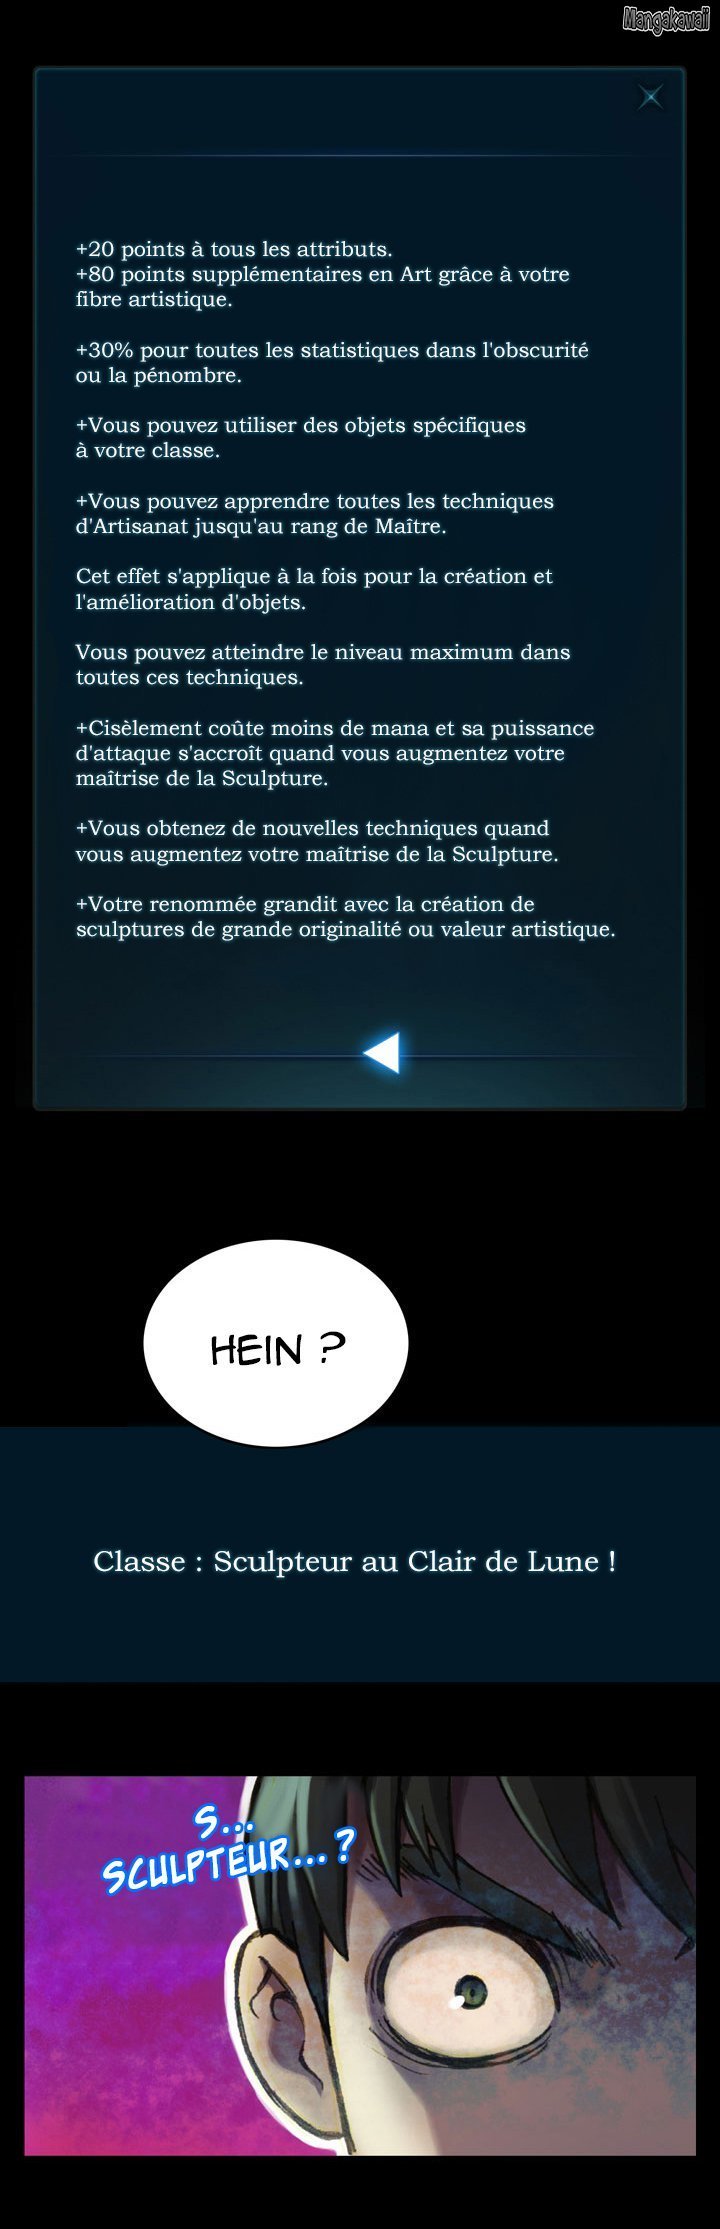 Mangakawaii
+20 points à tous les attributs.
+80 points supplémentaires en Art grâce à votre
fibre artistique.
+30% pour toutes les statistiques dans l'obscurité
ou la pénombre.
+Vous pouvez utiliser des objets spécifiques
à votre classe.
+Vous pouvez apprendre toutes les techniques
d'Artisanat jusqu'au rang de Maître.
Cet effet s'applique à la fois pour la création et
l'amélioration d'objets.
Vous pouvez atteindre le niveau maximum dans
toutes ces techniques.
+Cisèlement coûte moins de mana et sa puissance
d'attaque s'accroît quand vous augmentez votre
maîtrise de la Sculpture.
+Vous obtenez de nouvelles techniques quand
vous augmentez votre maîtrise de la Sculpture.
+Votre renommée grandit avec la création de
sculptures de grande originalité ou valeur artistique.
HEIN ?
Classe : Sculpteur au Clair de Lune !
S...
SCULPTEUR... ?